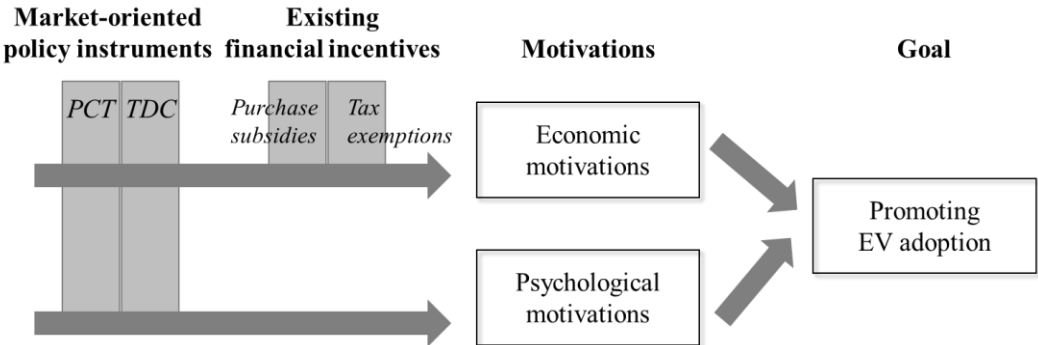 Market-oriented
policy instruments
Existing
financial incentives
Motivations
Goal
PCT
TDC
Purchase
subsidies
Tax
exemptions
Economic
motivations
Psychological
motivations
Promoting
EV adoption